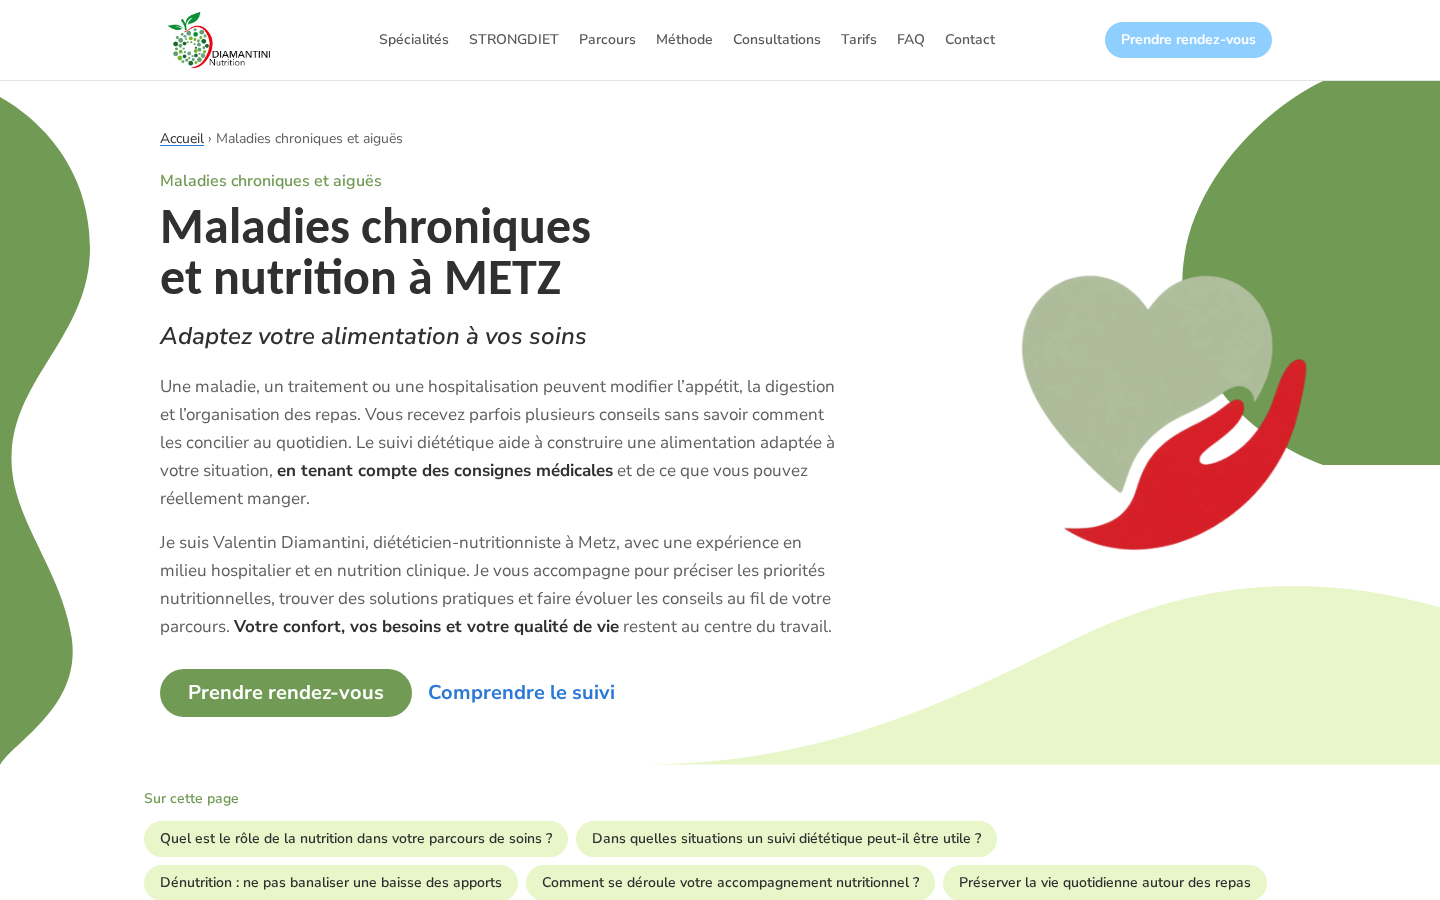 DIAMANTINI
Nutrition
Spécialités STRONGDIET Parcours Méthode Consultations Tarifs FAQ Contact
Prendre rendez-vous
Accueil › Maladies chroniques et aiguës
Maladies chroniques et aiguës
Maladies chroniques
et nutrition à METZ
Adaptez votre alimentation à vos soins
Une maladie, un traitement ou une hospitalisation peuvent modifier l’appétit, la digestion
et l’organisation des repas. Vous recevez parfois plusieurs conseils sans savoir comment
les concilier au quotidien. Le suivi diététique aide à construire une alimentation adaptée à
votre situation, en tenant compte des consignes médicales et de ce que vous pouvez
réellement manger.
Je suis Valentin Diamantini, diététicien-nutritionniste à Metz, avec une expérience en
milieu hospitalier et en nutrition clinique. Je vous accompagne pour préciser les priorités
nutritionnelles, trouver des solutions pratiques et faire évoluer les conseils au fil de votre
parcours. Votre confort, vos besoins et votre qualité de vie restent au centre du travail.
Prendre rendez-vous Comprendre le suivi
Sur cette page
Quel est le rôle de la nutrition dans votre parcours de soins ? Dans quelles situations un suivi diététique peut-il être utile ?
Dénutrition : ne pas banaliser une baisse des apports Comment se déroule votre accompagnement nutritionnel ? Préserver la vie quotidienne autour des repas